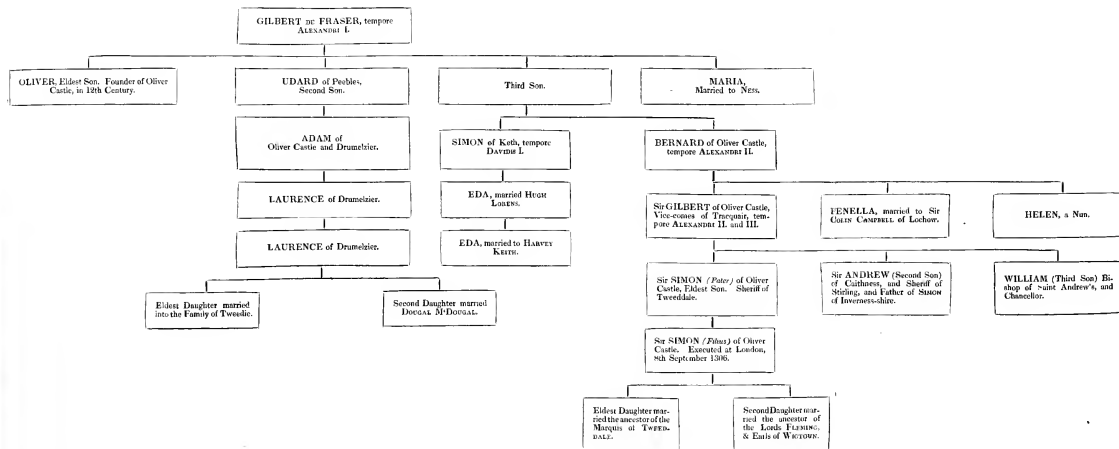 GILBERT DE FRASER, tempore
ALEXANDRI I.
OLIVER, Eldest Son. Founder of Oliver
Castle, in 12th Century.
UDARD of Peebles,
Second Son.
Third Son.
MARIA,
Married to NESS.
ADAM of
Oliver Castle and Drumelzier.
SIMON of Keth, tempore
DAVIDIS I.
BERNARD of Oliver Castle,
tempore ALEXANDRI II.
LAURENCE of Drumelzier.
EDA, married HUGH
LORENS.
Sir GILBERT of Oliver Castle,
Vice-comes of Tracquair, tem-
pore ALEXANDRI II. and III.
FENELLA, married to Sir
COLIN CAMPBELL of Lochow.
HELEN, a Nun.
LAURENCE of Drumelzier.
EDA, married to HARVEY
KEITH.
Eldest Daughter married
into the Family of Tweedie.
Second Daughter married
DOUGAL M'DOUGAL.
Sir SIMON (Pater) of Oliver
Castle, Eldest Son. Sheriff of
Tweeddale.
Sir ANDREW (Second Son)
of Caithness, and Sheriff of
Stirling, and Father of SIMON
of Inverness-shire.
WILLIAM (Third Son) Bi-
shop of Saint Andrew's, and
Chancellor.
Sir SIMON (Filius) of Oliver
Castle. Executed at London,
8th September 1306.
Eldest Daughter mar-
ried the ancestor of the
Marquis of TWEED-
DALE.
Second Daughter mar-
ried the ancestor of
the Lords FLEMING,
& Earls of WIGTOWN.